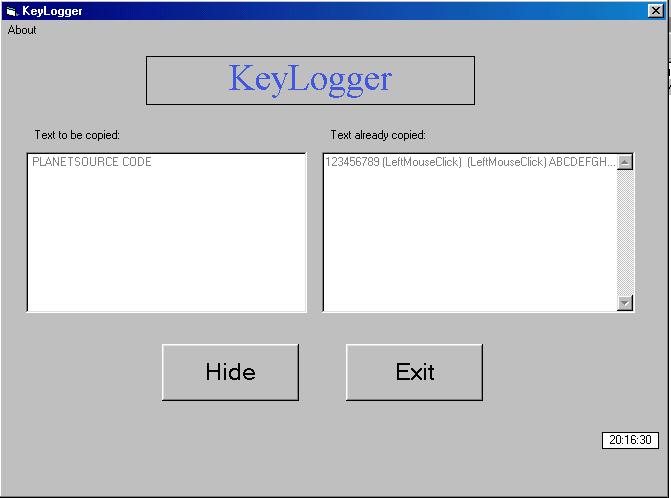 KeyLogger
About
KeyLogger
Text to be copied:
Text already copied:
PLANETSOURCE CODE
123456789 (LeftMouseClick)  (LeftMouseClick) ABCDEFGH...
Hide
Exit
20:16:30